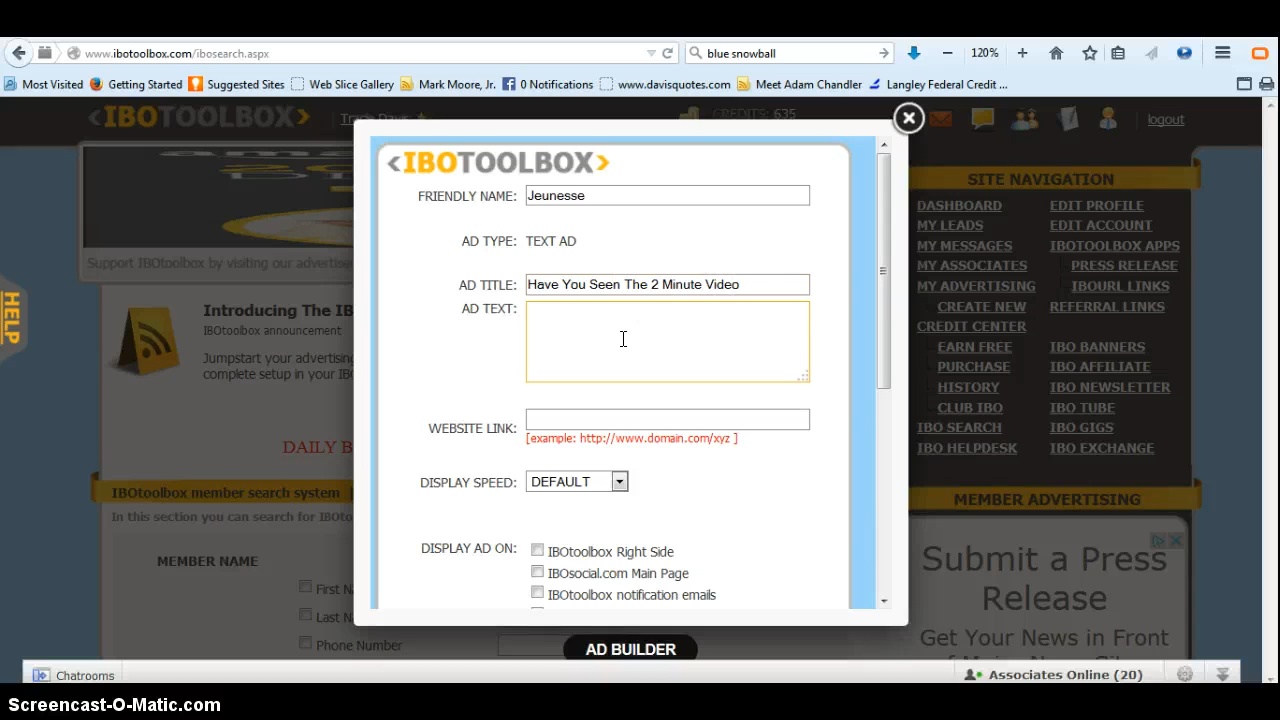 www.ibotoolbox.com/ibosearch.aspx
blue snowball
120%
Most Visited
Getting Started
Suggested Sites
Web Slice Gallery
Mark Moore, Jr.
0 Notifications
www.davisquotes.com
Meet Adam Chandler
Langley Federal Credit ...
<IBOTOOLBOX>
CREDITS: 635
logout
<IBOTOOLBOX>
FRIENDLY NAME: Jeunesse
AD TYPE: TEXT AD
AD TITLE: Have You Seen The 2 Minute Video
AD TEXT:
WEBSITE LINK:
[example: http://www.domain.com/xyz ]
DISPLAY SPEED: DEFAULT
DISPLAY AD ON:
IBOtoolbox Right Side
IBOsocial.com Main Page
IBOtoolbox notification emails
AD BUILDER
HELP
Support IBOtoolbox by visiting our advertise
Introducing The IB
IBOtoolbox announcement
Jumpstart your advertising
complete setup in your IBO
DAILY B
IBOtoolbox member search system
In this section you can search for IBOto
MEMBER NAME
First N
Last N
Phone Number
SITE NAVIGATION
DASHBOARD
MY LEADS
MY MESSAGES
MY ASSOCIATES
MY ADVERTISING
CREATE NEW
CREDIT CENTER
EARN FREE
PURCHASE
HISTORY
CLUB IBO
IBO SEARCH
IBO HELPDESK
EDIT PROFILE
EDIT ACCOUNT
IBOTOOLBOX APPS
PRESS RELEASE
IBOURL LINKS
REFERRAL LINKS
IBO BANNERS
IBO AFFILIATE
IBO NEWSLETTER
IBO TUBE
IBO GIGS
IBO EXCHANGE
MEMBER ADVERTISING
Submit a Press
Release
Get Your News in Front
Chatrooms
Associates Online (20)
Screencast-O-Matic.com